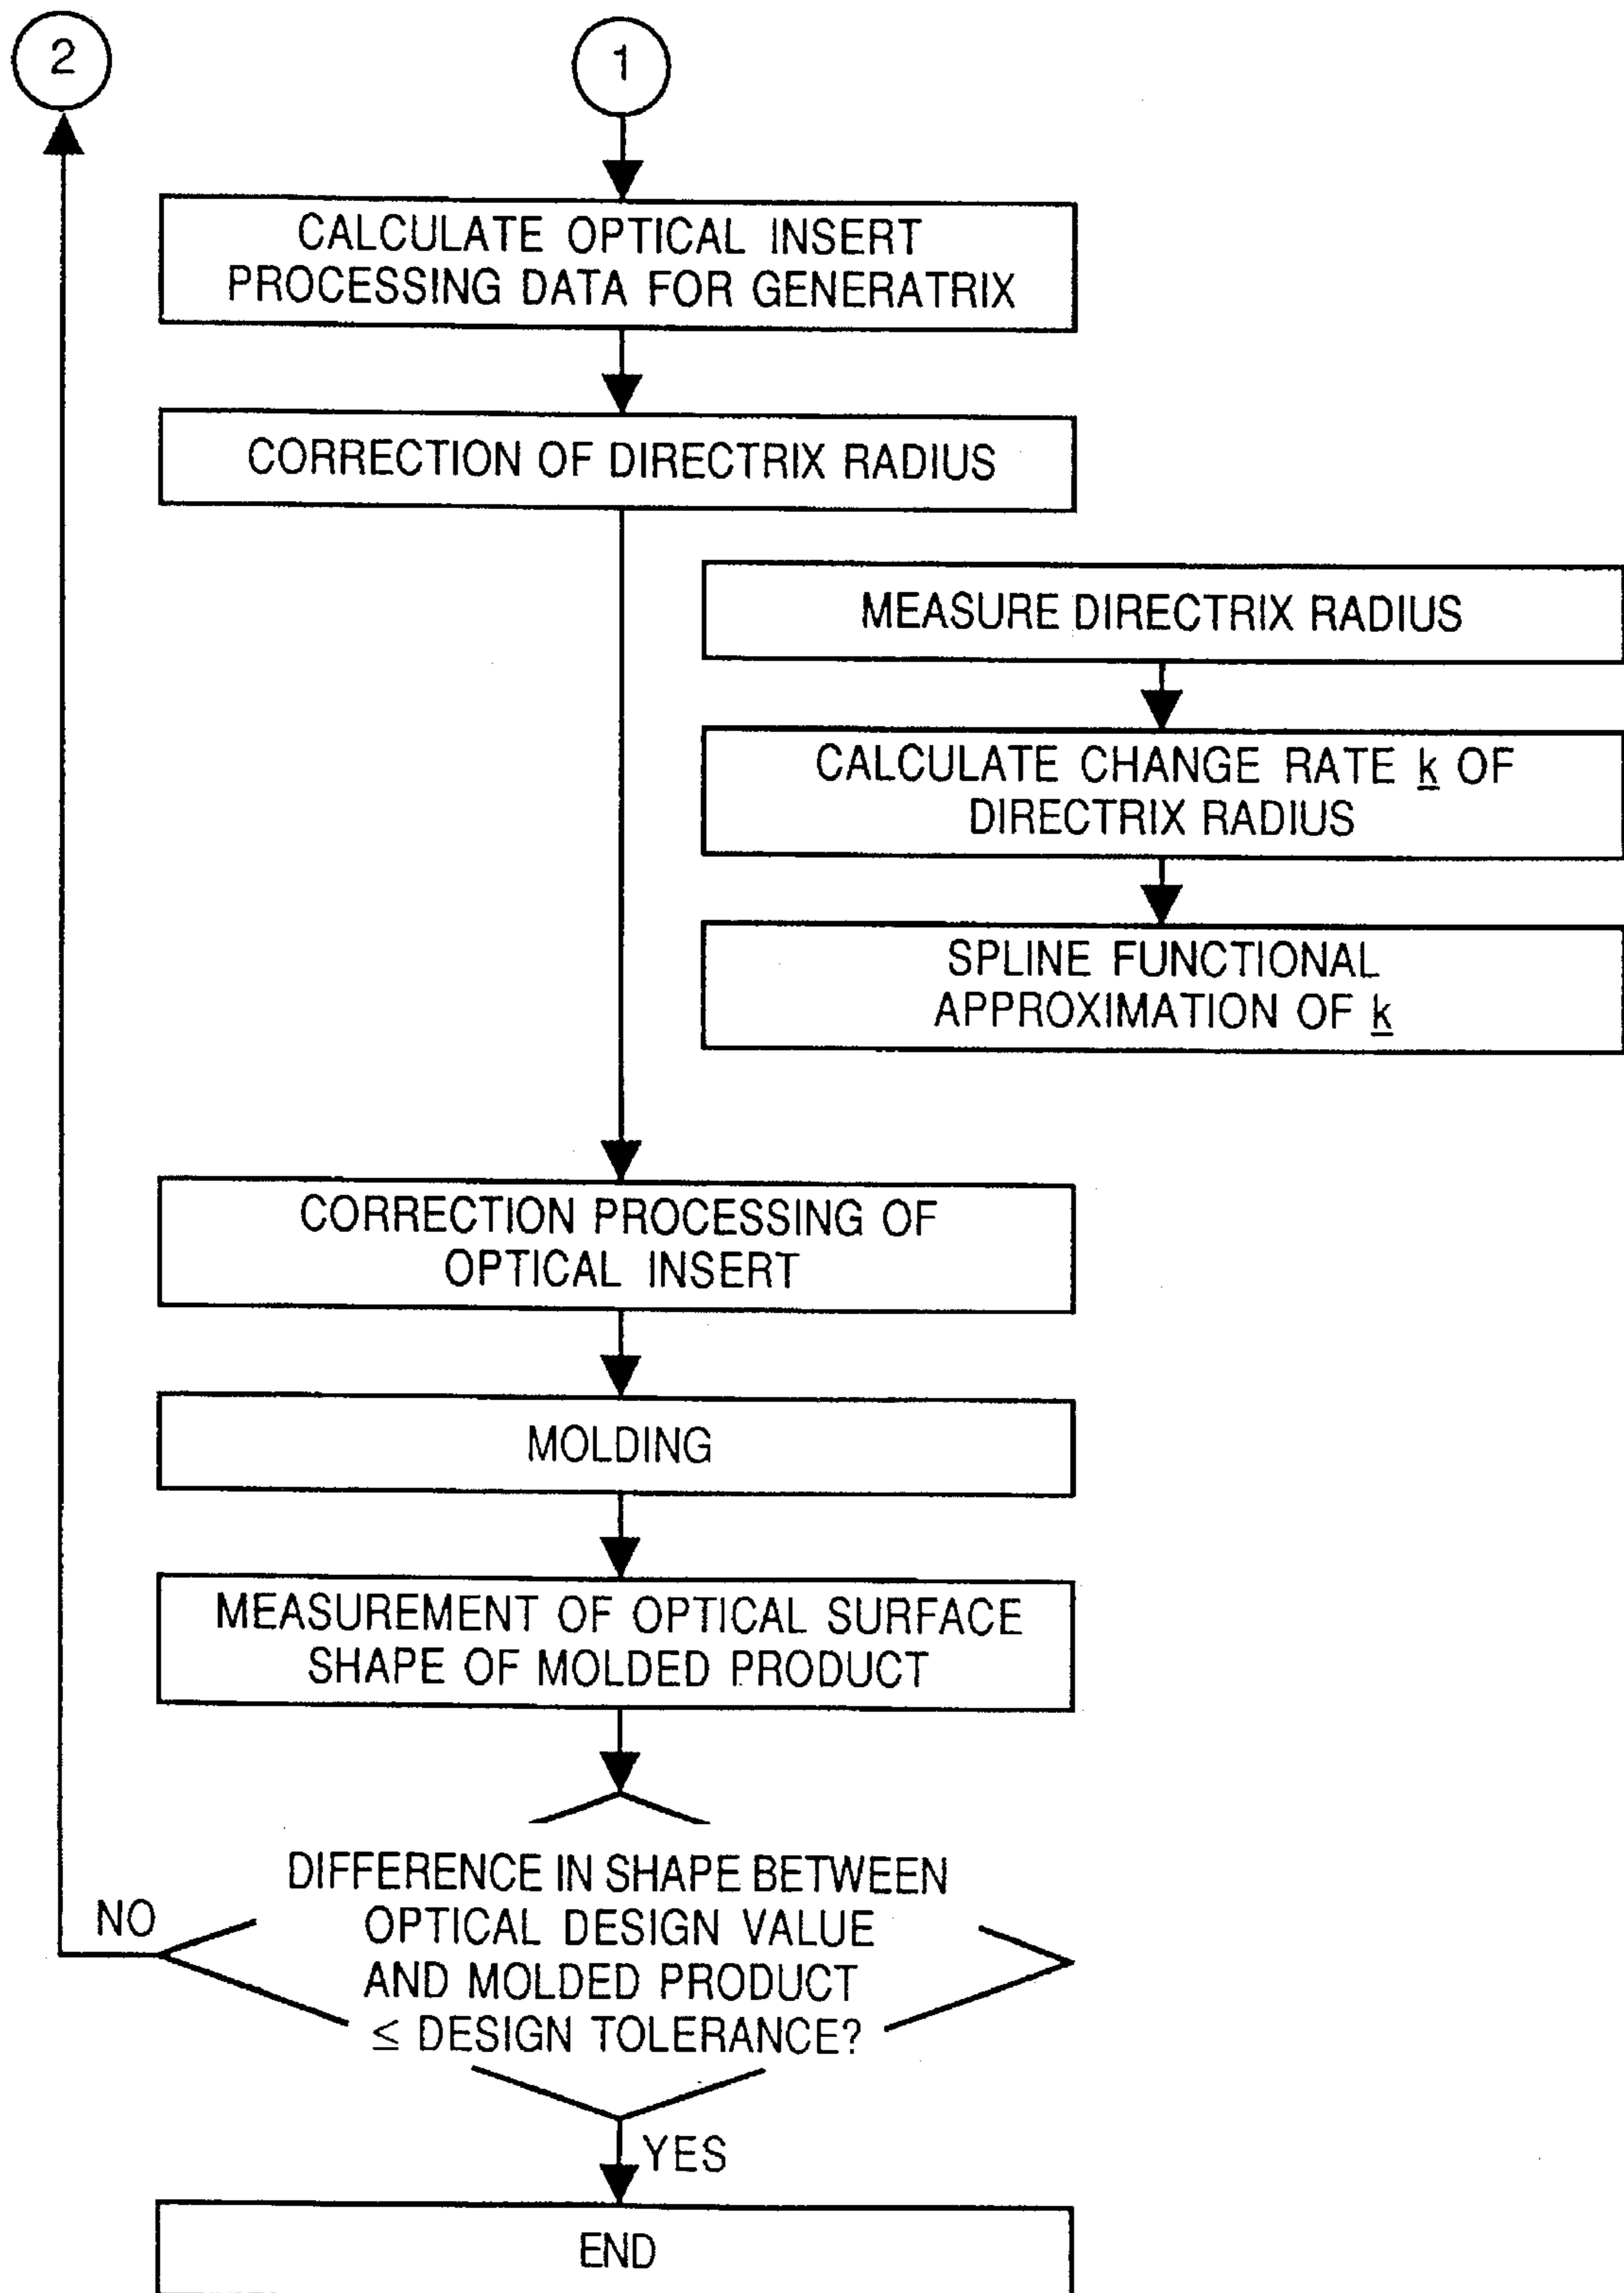 2
1
CALCULATE OPTICAL INSERT
PROCESSING DATA FOR GENERATRIX
CORRECTION OF DIRECTRIX RADIUS
MEASURE DIRECTRIX RADIUS
CALCULATE CHANGE RATE k OF
DIRECTRIX RADIUS
SPLINE FUNCTIONAL
APPROXIMATION OF k
CORRECTION PROCESSING OF
OPTICAL INSERT
MOLDING
MEASUREMENT OF OPTICAL SURFACE
SHAPE OF MOLDED PRODUCT
DIFFERENCE IN SHAPE BETWEEN
OPTICAL DESIGN VALUE
AND MOLDED PRODUCT
≤ DESIGN TOLERANCE?
NO
YES
END